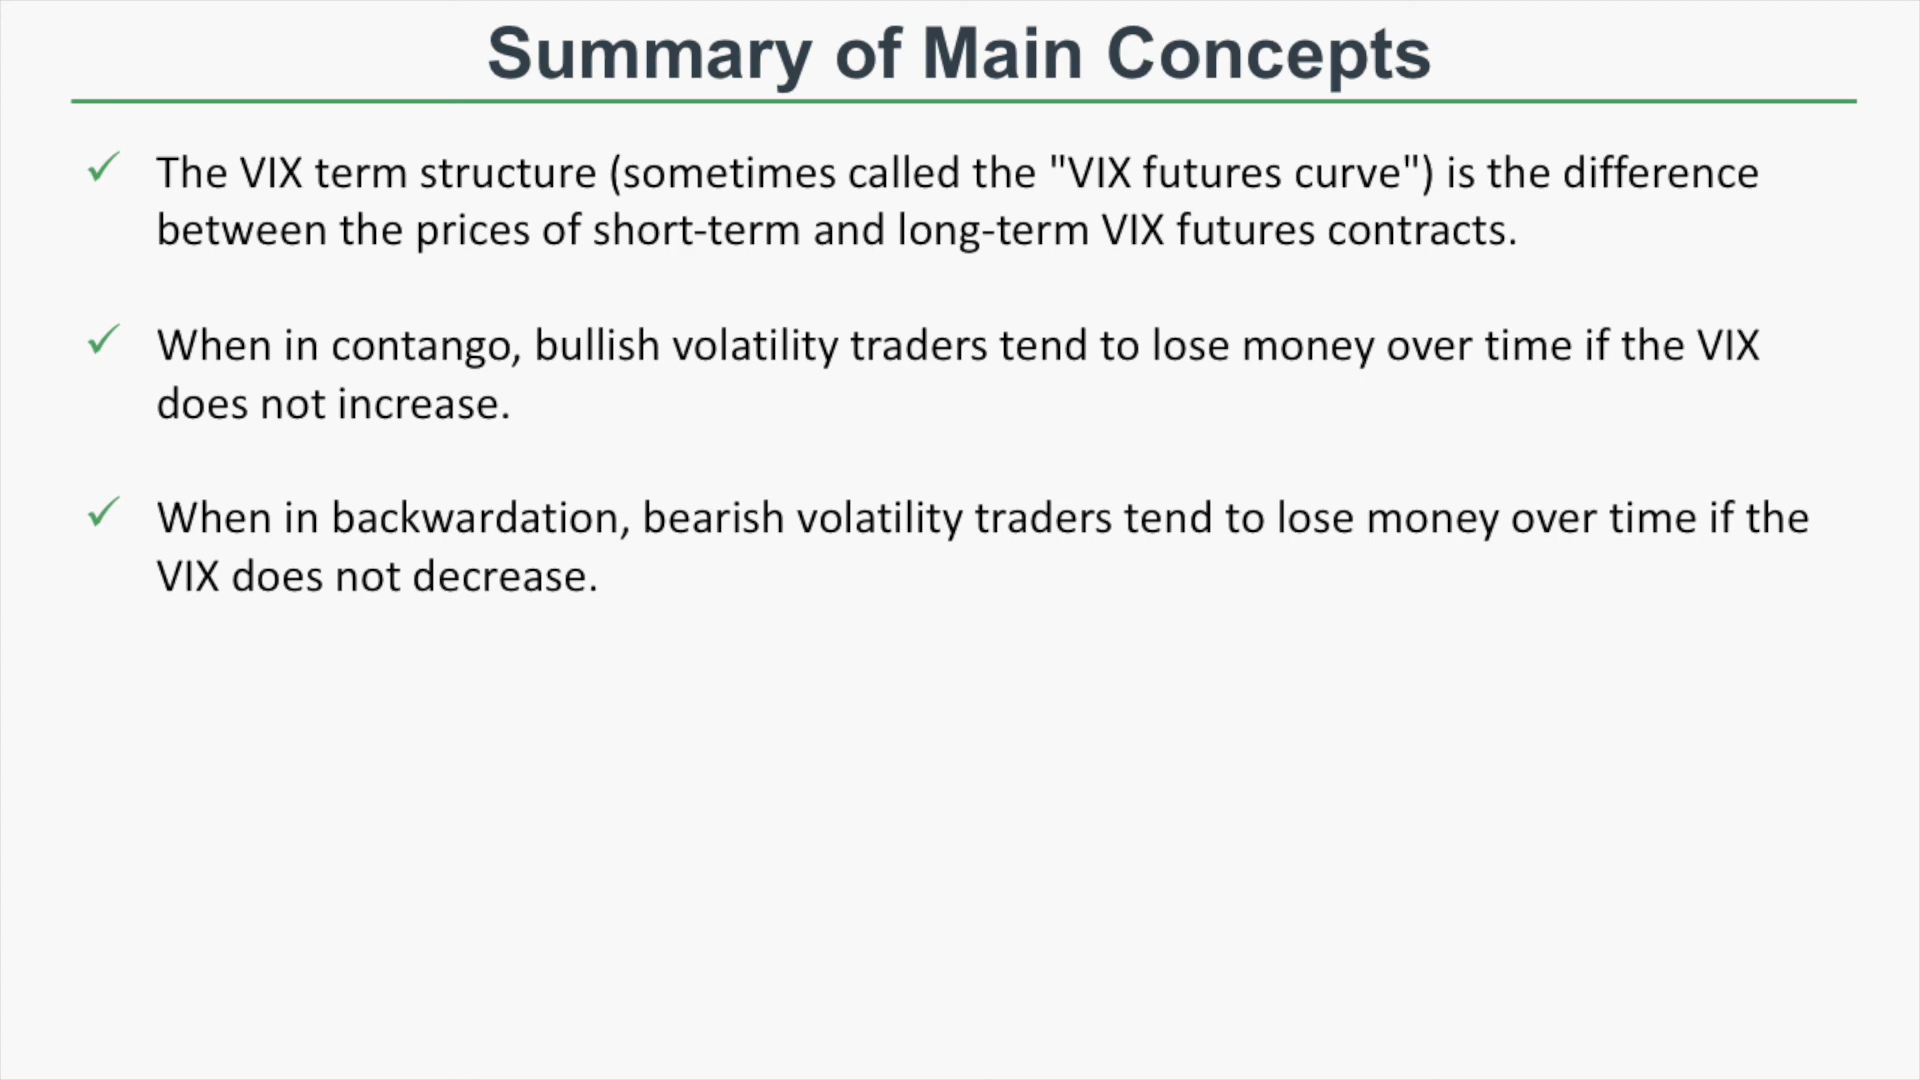 Summary of Main Concepts
The VIX term structure (sometimes called the "VIX futures curve") is the difference
between the prices of short-term and long-term VIX futures contracts.
When in contango, bullish volatility traders tend to lose money over time if the VIX
does not increase.
When in backwardation, bearish volatility traders tend to lose money over time if the
VIX does not decrease.